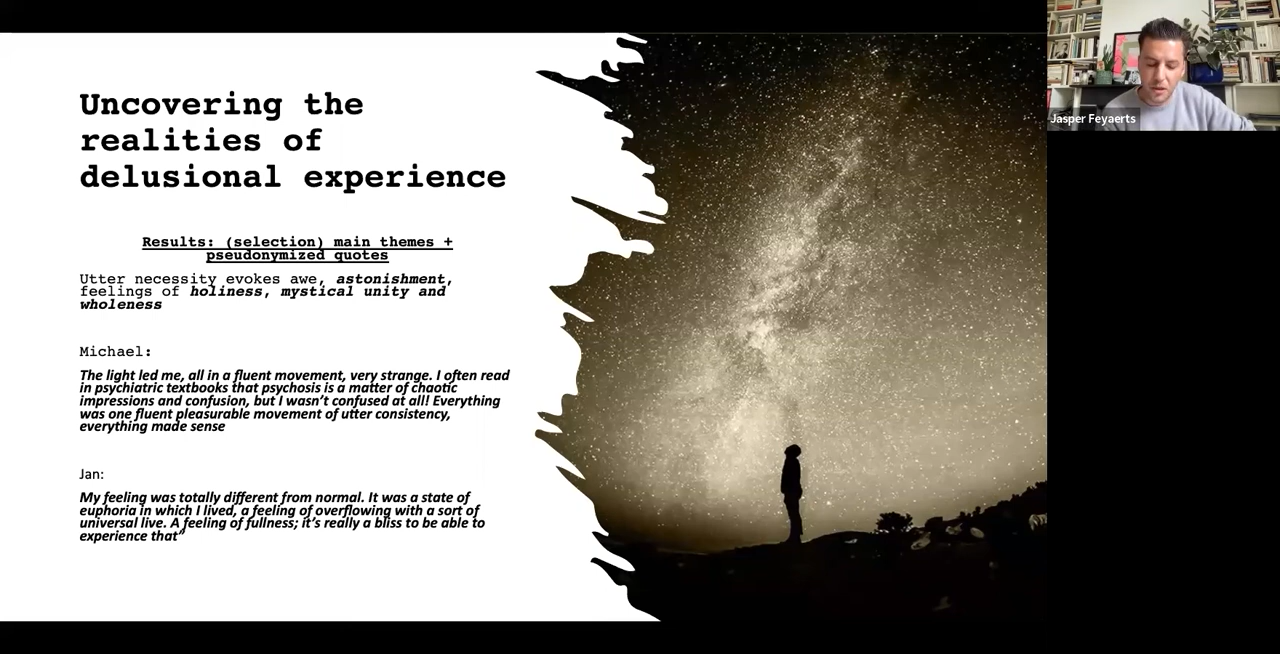 Uncovering the
realities of
delusional experience
Results: (selection) main themes +
pseudonymized quotes
Utter necessity evokes awe, astonishment,
feelings of holiness, mystical unity and
wholeness
Michael:
The light led me, all in a fluent movement, very strange. I often read
in psychiatric textbooks that psychosis is a matter of chaotic
impressions and confusion, but I wasn't confused at all! Everything
was one fluent pleasurable movement of utter consistency,
everything made sense
Jan:
My feeling was totally different from normal. It was a state of
euphoria in which I lived, a feeling of overflowing with a sort of
universal live. A feeling of fullness; it's really a bliss to be able to
experience that"
Jasper Feyaerts